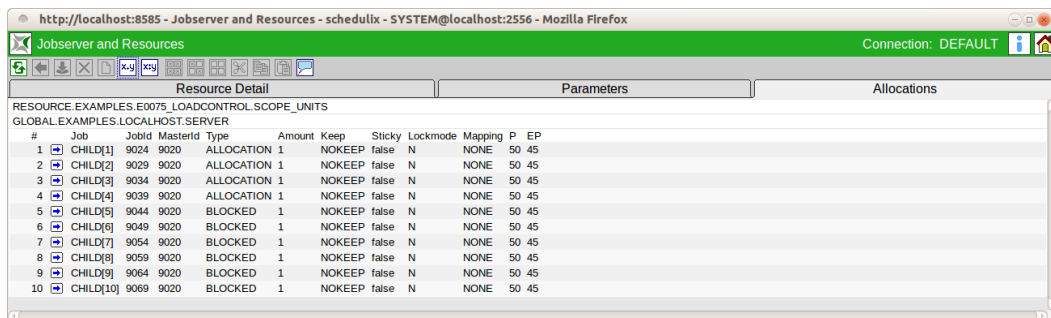 http://localhost:8585 - Jobserver and Resources - schedulix - SYSTEM@localhost:2556 - Mozilla Firefox
Jobserver and Resources Connection: DEFAULT
x.y x:y
Resource Detail Parameters Allocations
RESOURCE.EXAMPLES.E0075_LOADCONTROL.SCOPE_UNITS
GLOBAL.EXAMPLES.LOCALHOST.SERVER
# Job JobId MasterId Type Amount Keep Sticky Lockmode Mapping P EP
1 CHILD[1] 9024 9020 ALLOCATION 1 NOKEEP false N NONE 50 45
2 CHILD[2] 9029 9020 ALLOCATION 1 NOKEEP false N NONE 50 45
3 CHILD[3] 9034 9020 ALLOCATION 1 NOKEEP false N NONE 50 45
4 CHILD[4] 9039 9020 ALLOCATION 1 NOKEEP false N NONE 50 45
5 CHILD[5] 9044 9020 BLOCKED 1 NOKEEP false N NONE 50 45
6 CHILD[6] 9049 9020 BLOCKED 1 NOKEEP false N NONE 50 45
7 CHILD[7] 9054 9020 BLOCKED 1 NOKEEP false N NONE 50 45
8 CHILD[8] 9059 9020 BLOCKED 1 NOKEEP false N NONE 50 45
9 CHILD[9] 9064 9020 BLOCKED 1 NOKEEP false N NONE 50 45
10 CHILD[10] 9069 9020 BLOCKED 1 NOKEEP false N NONE 50 45